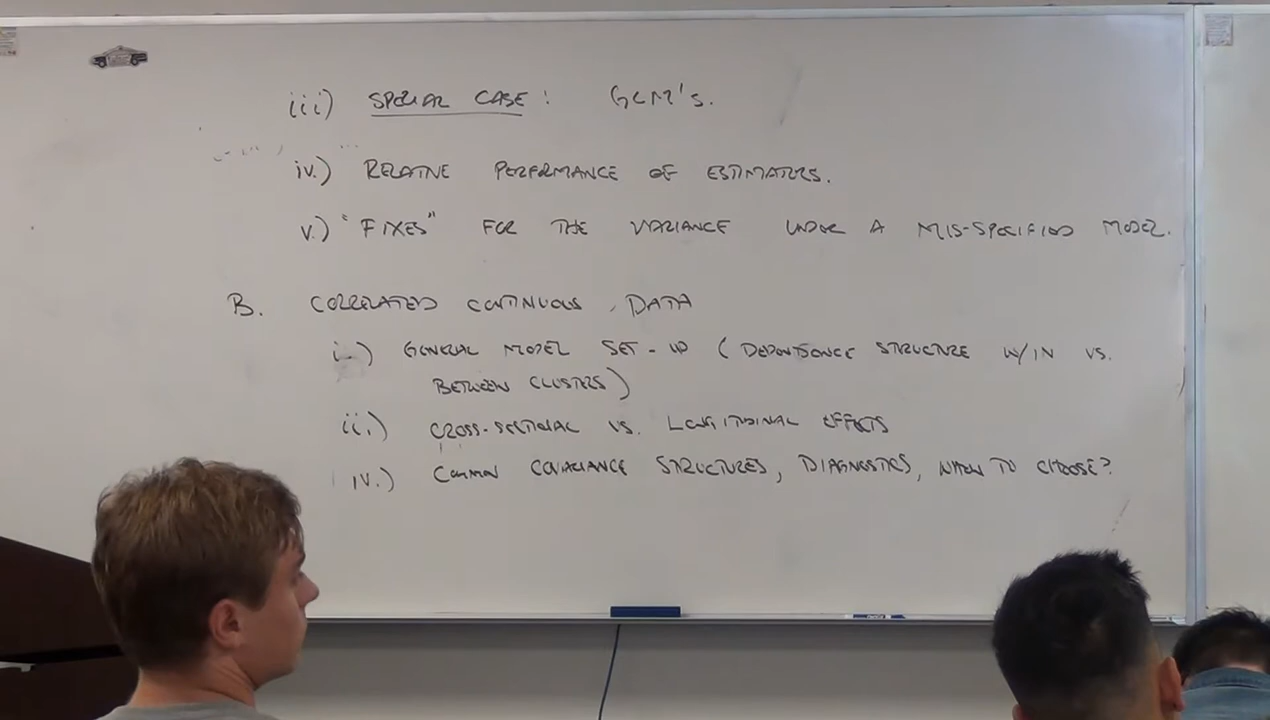 iii) SPECIAL CASE: GLM's.
iv.) RELATIVE PERFORMANCE OF ESTIMATORS.
v.) "FIXES" FOR THE VARIANCE UNDER A MIS-SPECIFIED MODEL.
B. CORRELATED CONTINUOUS DATA
i.) GENERAL MODEL SET-UP (DEPENDENCE STRUCTURE W/IN VS.
BETWEEN CLUSTERS)
ii.) CROSS-SECTIONAL VS. LONGITUDINAL EFFECTS
iv.) COMMON COVARIANCE STRUCTURES, DIAGNOSTICS, WHEN TO CHOOSE?